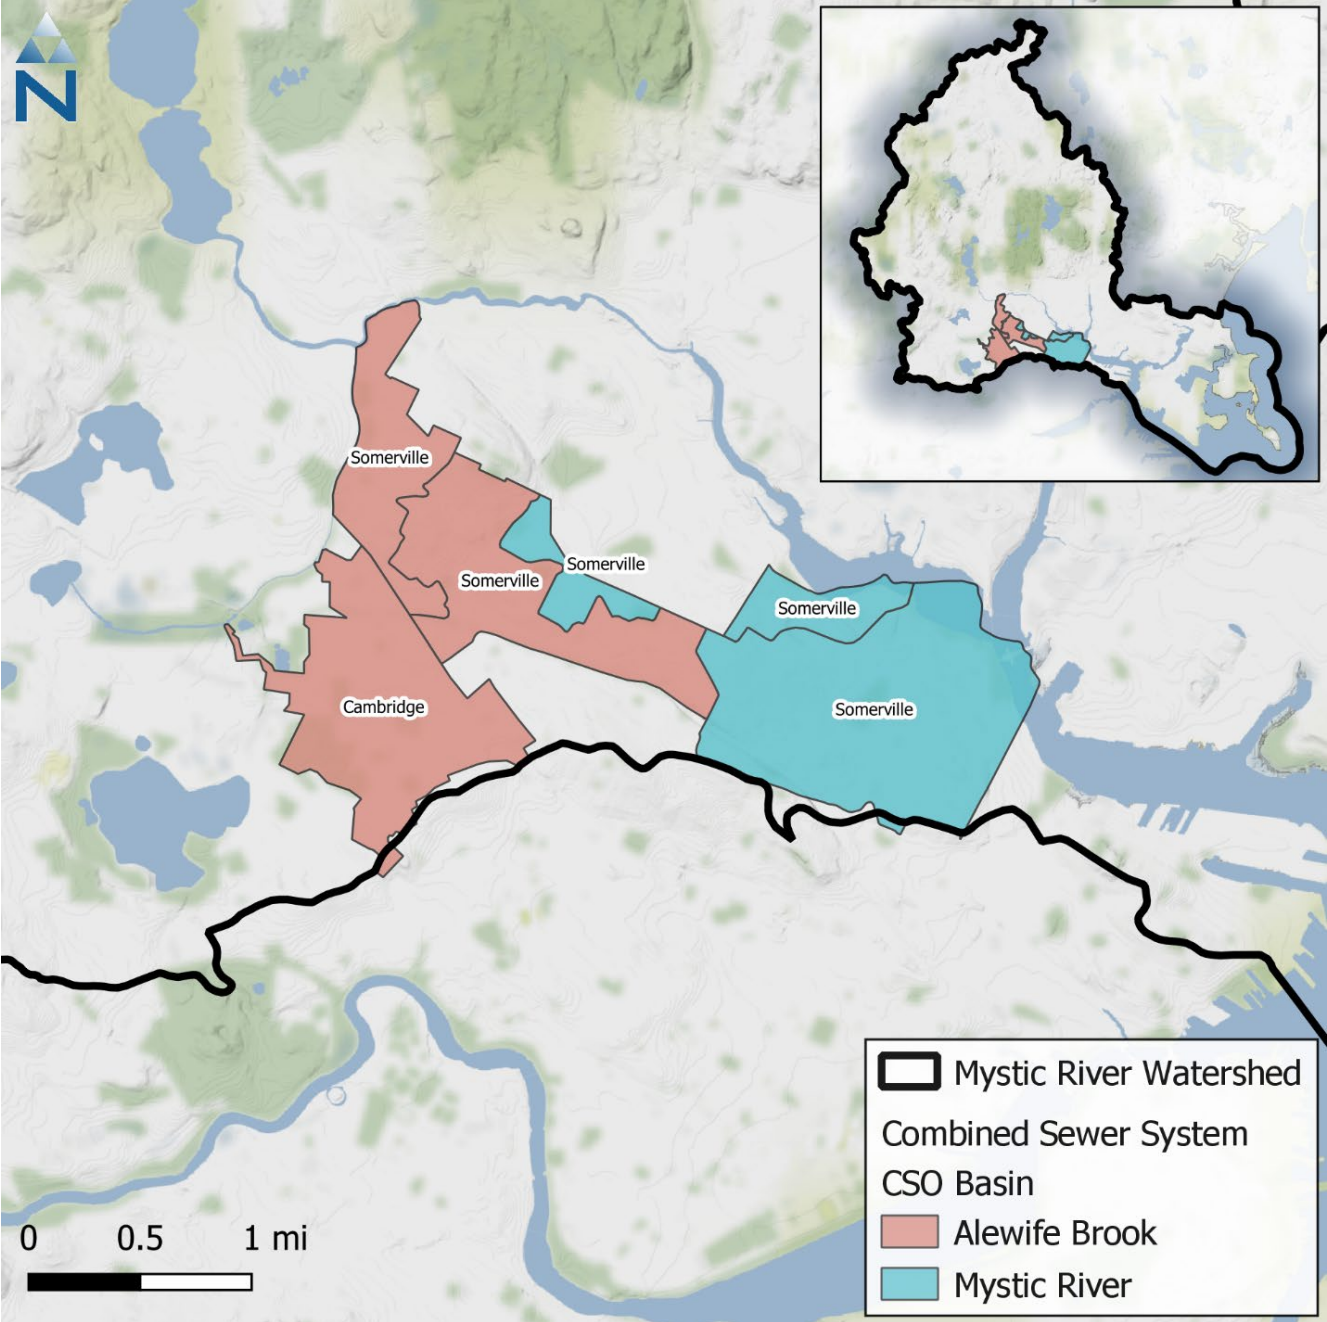 N
Somerville
Somerville
Somerville
Somerville
Cambridge
Somerville
Mystic River Watershed
Combined Sewer System
CSO Basin
Alewife Brook
Mystic River
0 0.5 1 mi